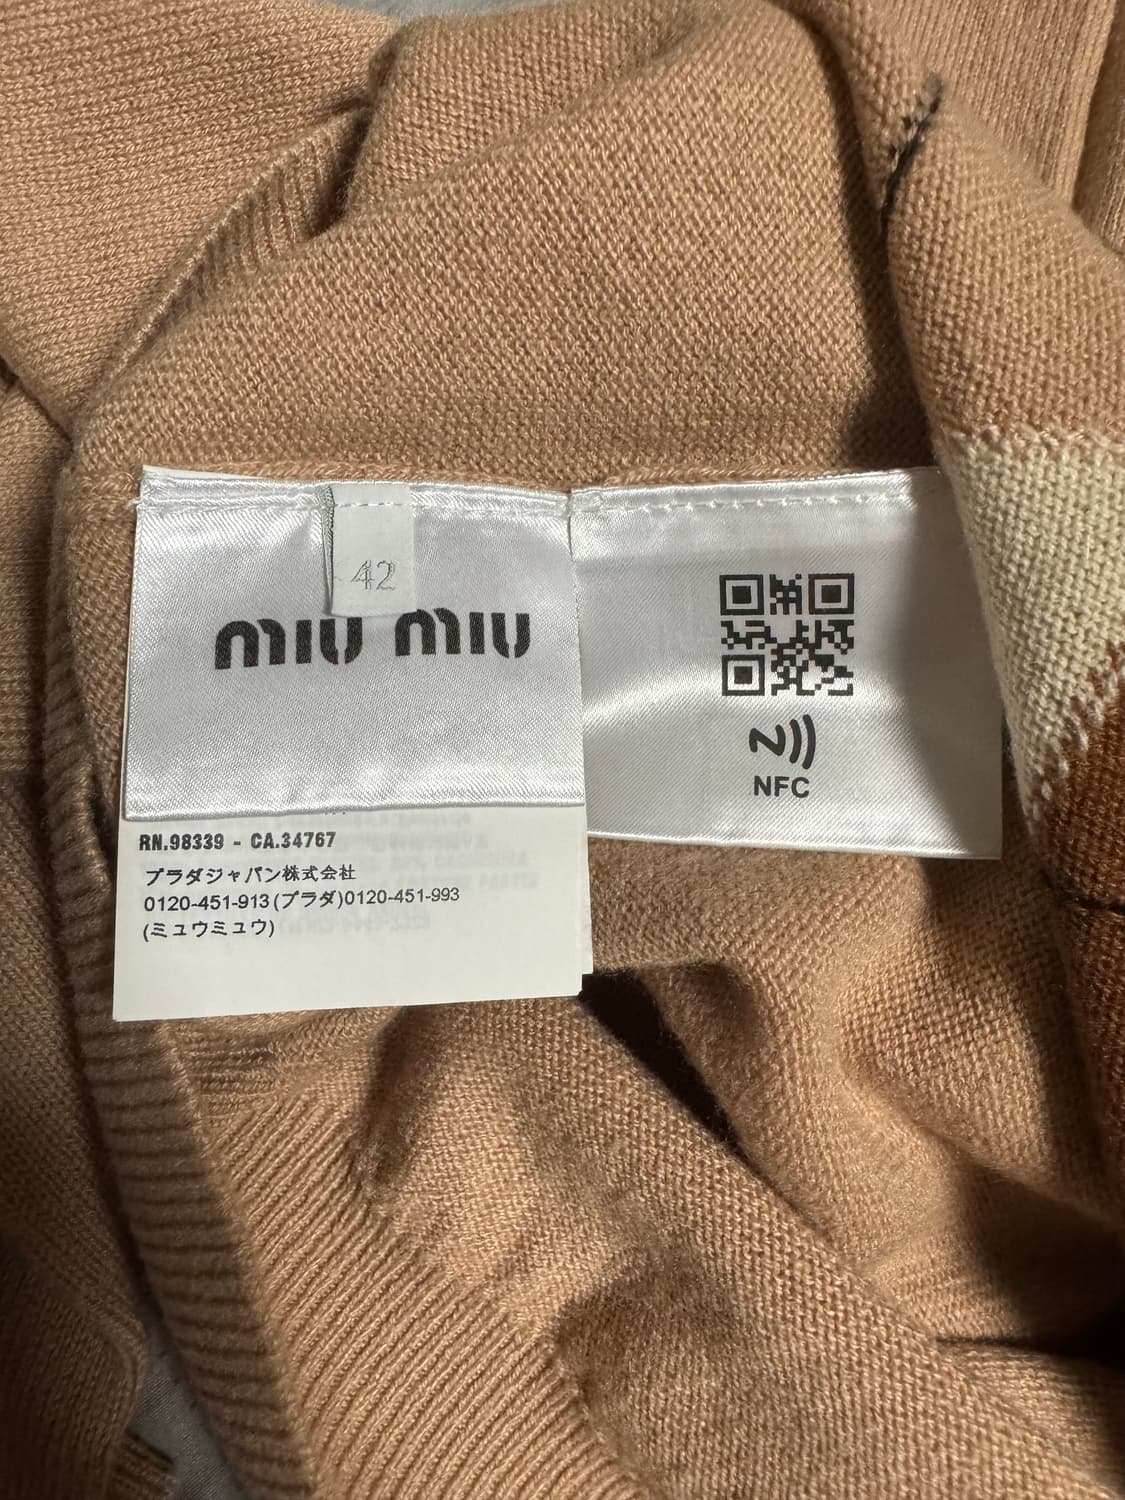 42
miu miu
NFC
RN.98339 - CA.34767
プラダジャパン株式会社
0120-451-913(プラダ)0120-451-993
(ミュウミュウ)